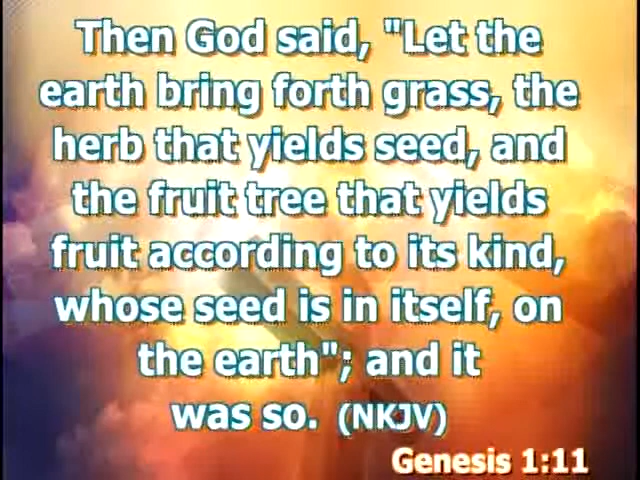 Then God said, "Let the
earth bring forth grass, the
herb that yields seed, and
the fruit tree that yields
fruit according to its kind,
whose seed is in itself, on
the earth"; and it
was so. (NKJV)
Genesis 1:11